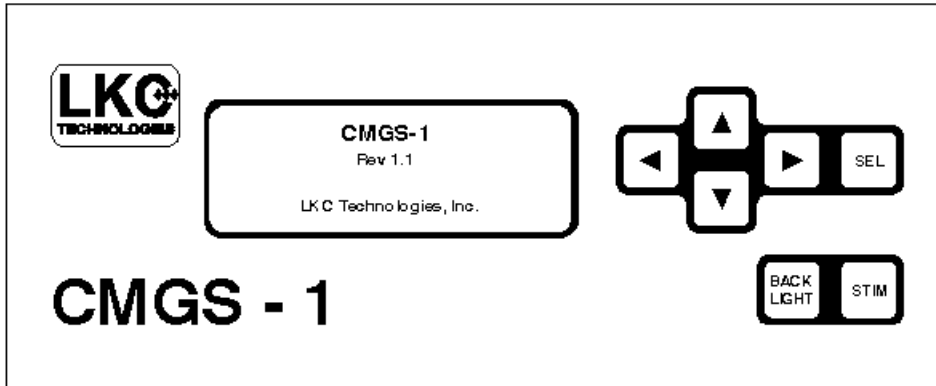 LKC
TECHNOLOGIES
CMGS-1
Rev 1.1
LKC Technologies, Inc.
SEL
BACK
LIGHT
STIM
CMGS - 1